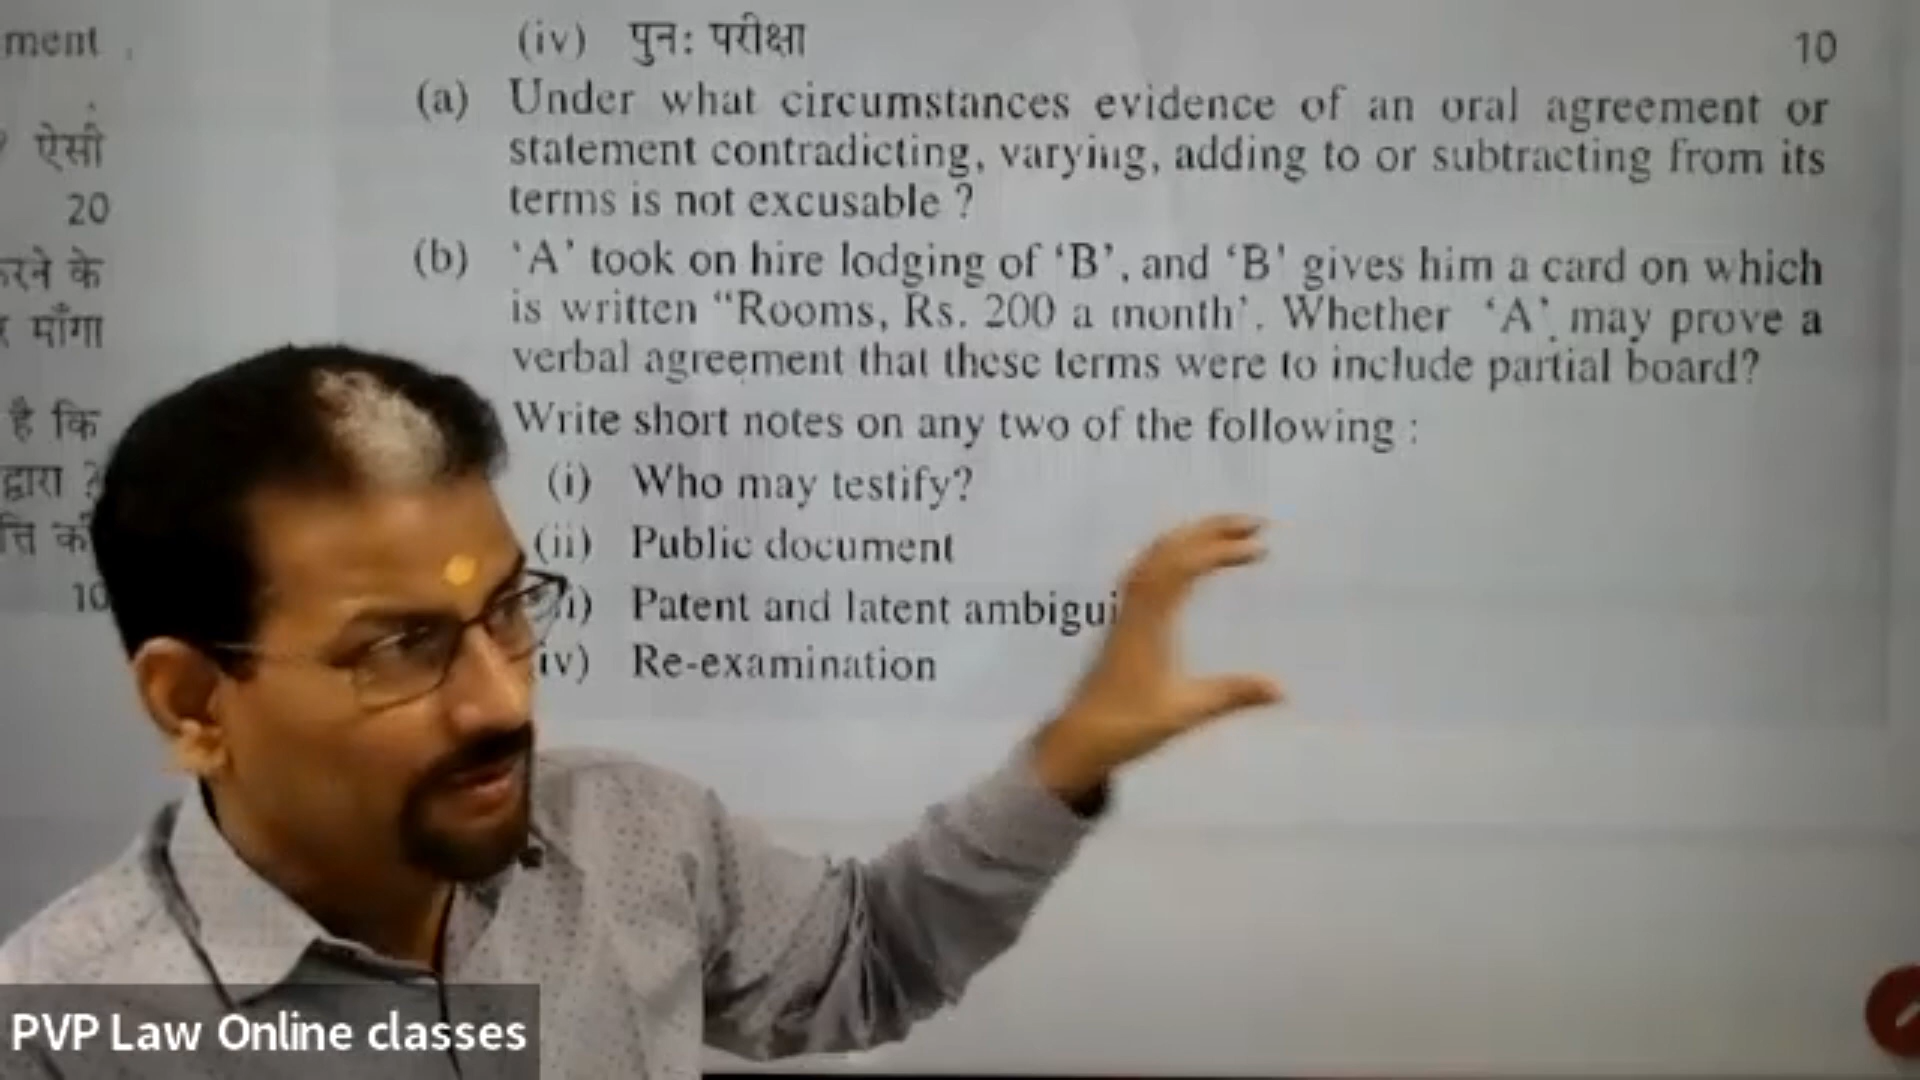 ment
ऐसी
20
करने के
माँगा
है कि
द्वारा
10
(iv) पुनः परीक्षा
10
(a) Under what circumstances evidence of an oral agreement or
statement contradicting, varying, adding to or subtracting from its
terms is not excusable ?
(b) ‘A’ took on hire lodging of ‘B’, and ‘B’ gives him a card on which
is written “Rooms, Rs. 200 a month’. Whether ‘A’ may prove a
verbal agreement that these terms were to include partial board?
Write short notes on any two of the following :
(i) Who may testify?
(ii) Public document
Patent and latent ambigui
iv) Re-examination
PVP Law Online classes